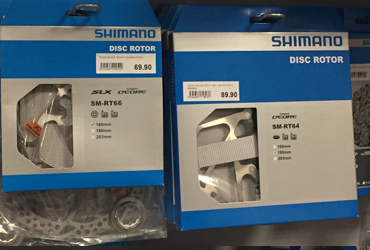 SHIMANO
DISC ROTOR
69.90
SLX DEORE
SM-RT66
160mm
180mm
203mm
SHIMANO
DISC ROTOR
89.90
DEORE
SM-RT64
160mm
180mm
203mm